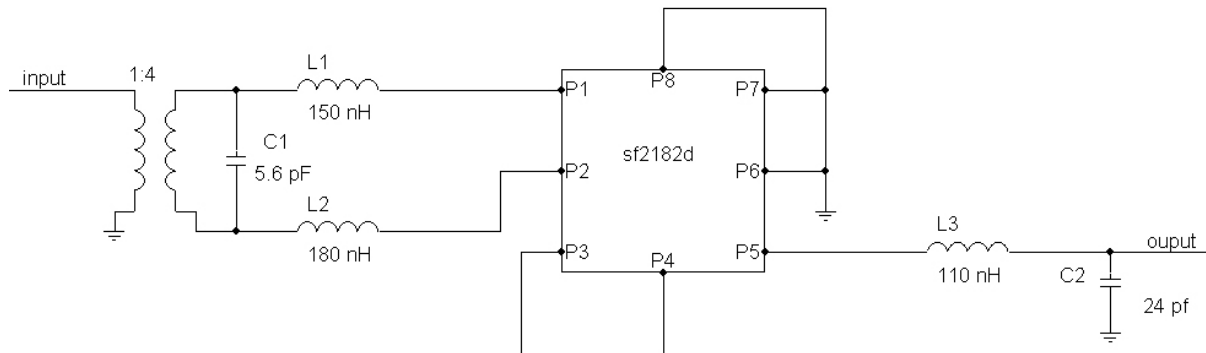 input
1:4
L1
150 nH
C1
5.6 pF
L2
180 nH
P1
P8
P7
sf2182d
P2
P6
P3
P4
P5
L3
110 nH
C2
24 pf
ouput